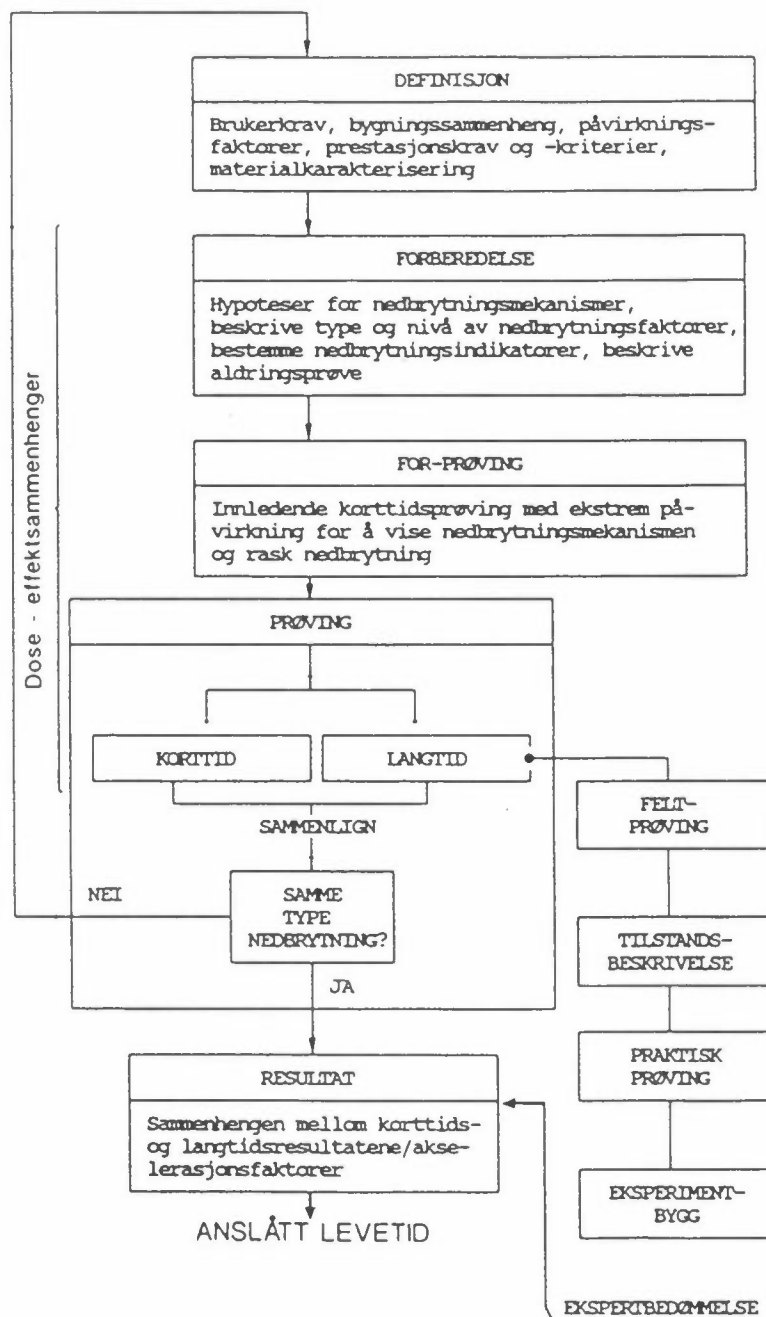 DEFINISJON
Brukerkrav, bygningssammenheng, påvirknings-
faktorer, prestasjonskrav og -kriterier,
materialkarakterisering
FORBEREDELSE
Hypoteser for nedbrytningsmekanismer,
beskrive type og nivå av nedbrytningsfaktorer,
bestemme nedbrytningsindikatorer, beskrive
aldringsprøve
FOR-PRØVING
Innledende korttidsprøving med ekstrem på-
virkning for å vise nedbrytningsmekanismen
og rask nedbrytning
Dose - effektsammenhenger
PRØVING
KORTTID
LANGTID
SAMMENLIGN
SAMME
TYPE
NEDBRYTNING?
NEI
JA
FELT-
PRØVING
TILSTANDS-
BESKRIVELSE
PRAKTISK
PRØVING
EKSPERIMENT-
BYGG
RESULTAT
Sammenhengen mellom korttids-
og langtidsresultatene/akse-
lerasjonsfaktorer
ANSLÅTT LEVETID
EKSPERTBEDØMMELSE